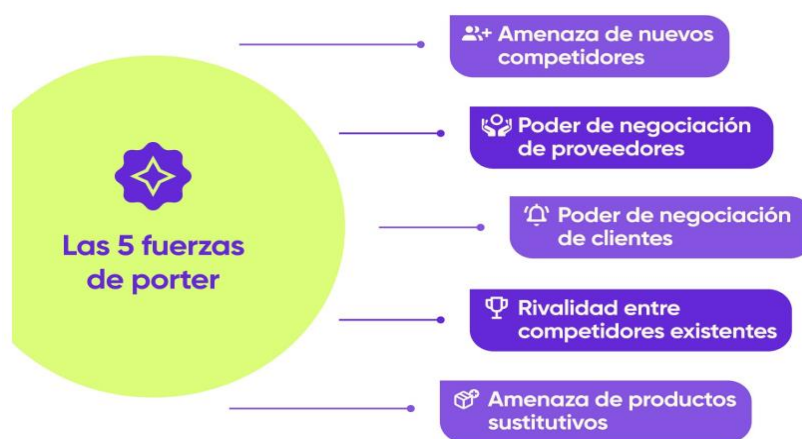 Las 5 fuerzas
de porter
Amenaza de nuevos
competidores
Poder de negociación
de proveedores
Poder de negociación
de clientes
Rivalidad entre
competidores existentes
Amenaza de productos
sustitutivos